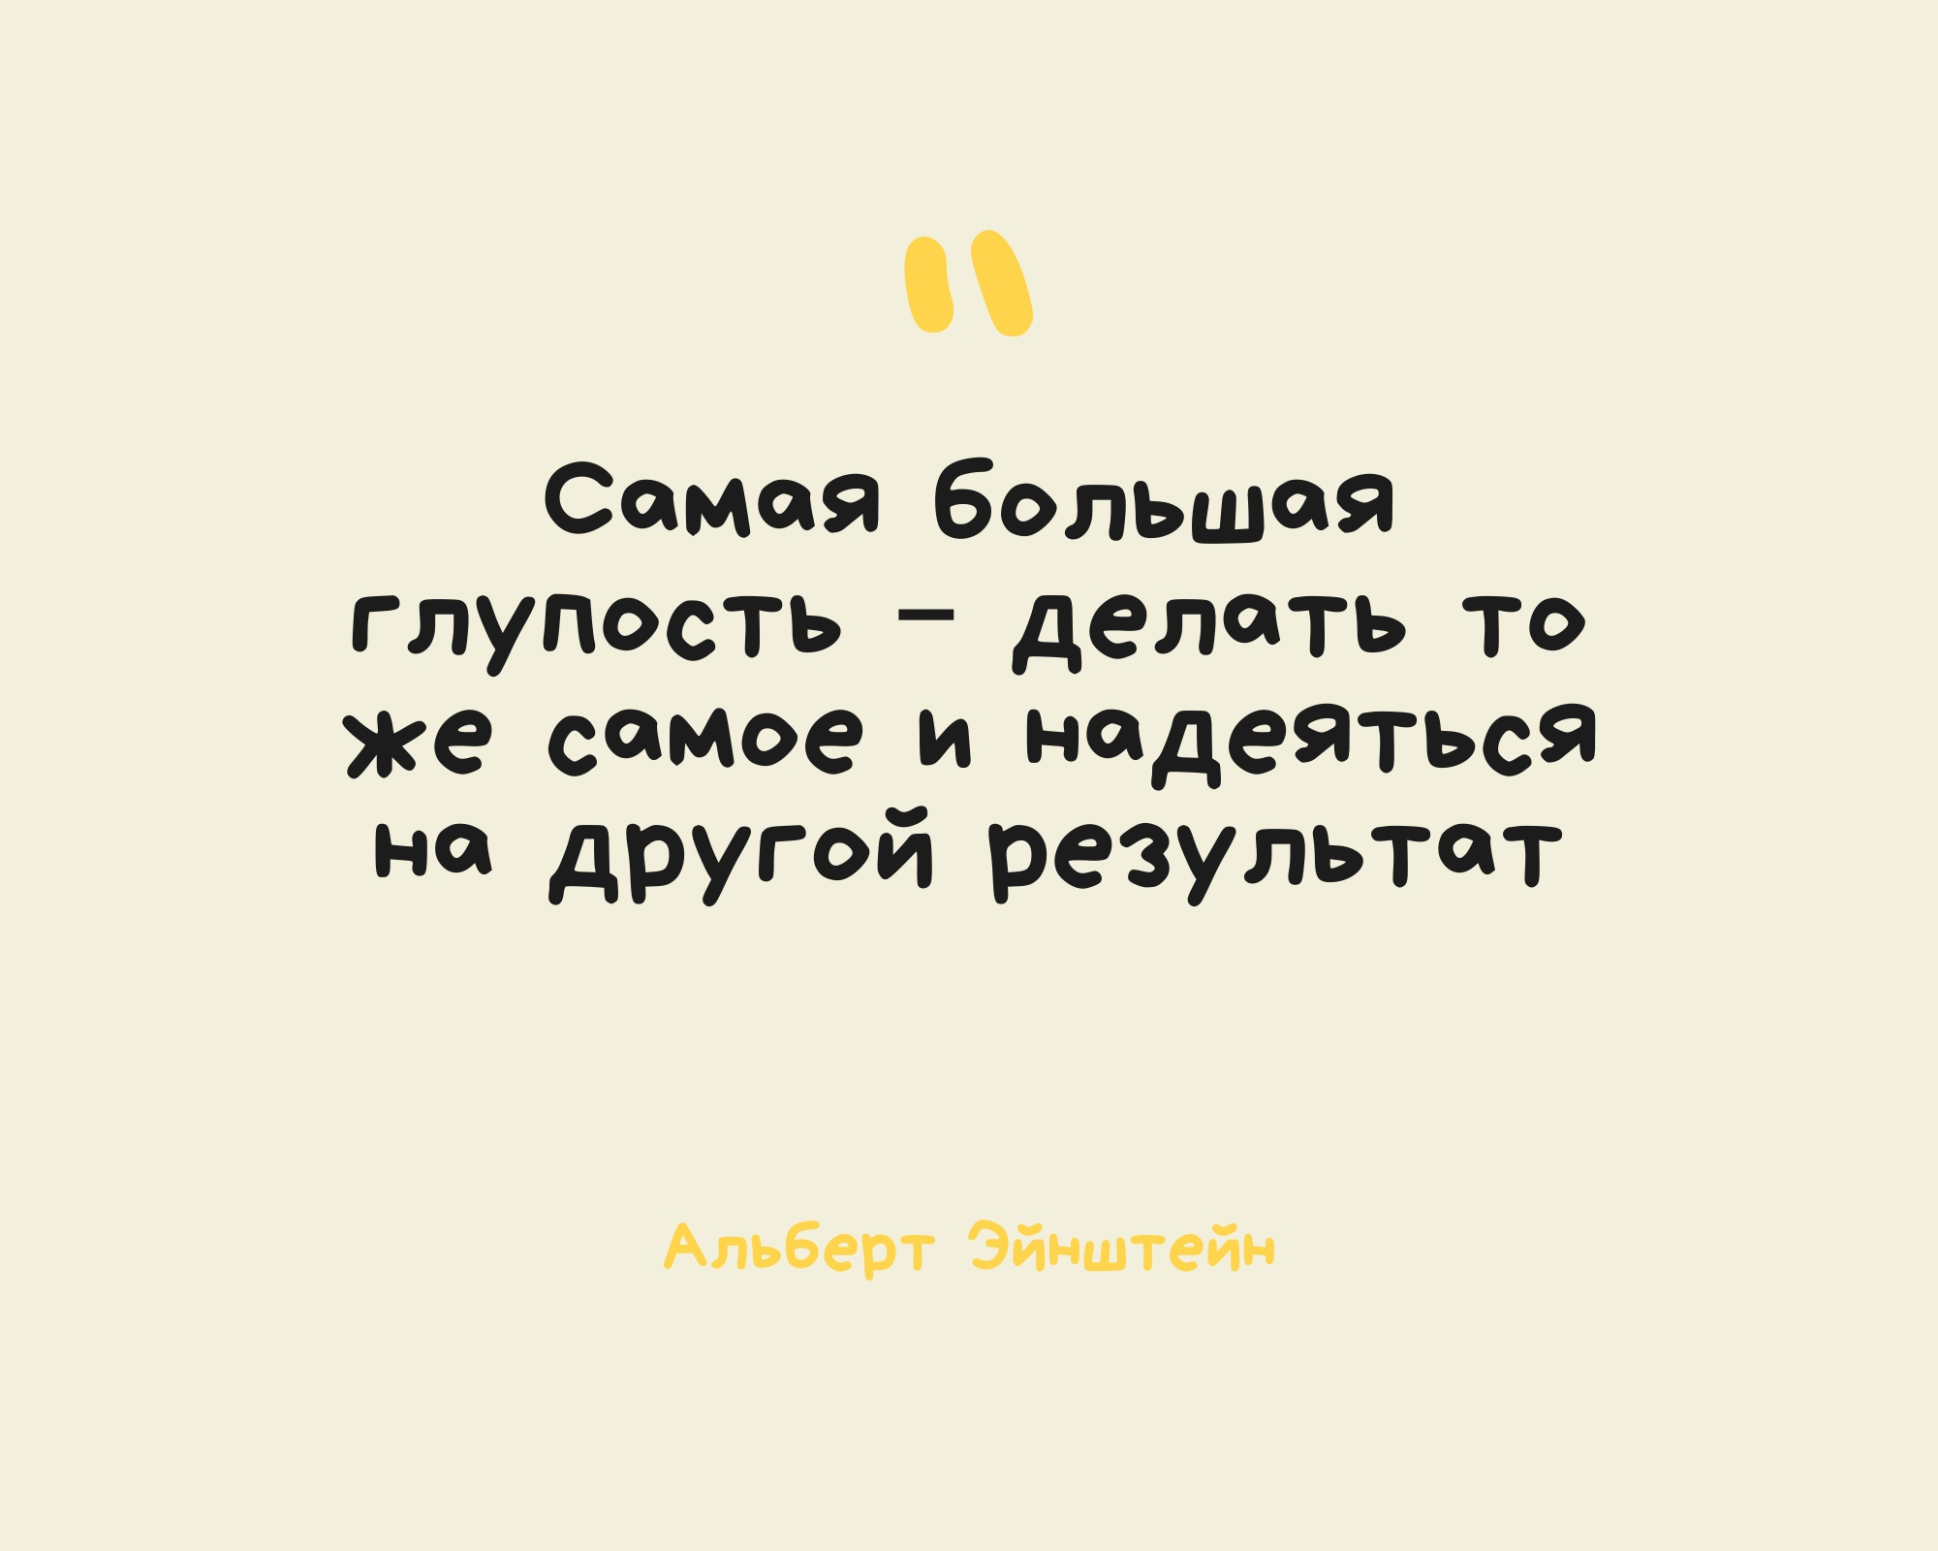 "
Самая большая
глупость – делать то
же самое и надеяться
на другой результат
Альберт Эйнштейн